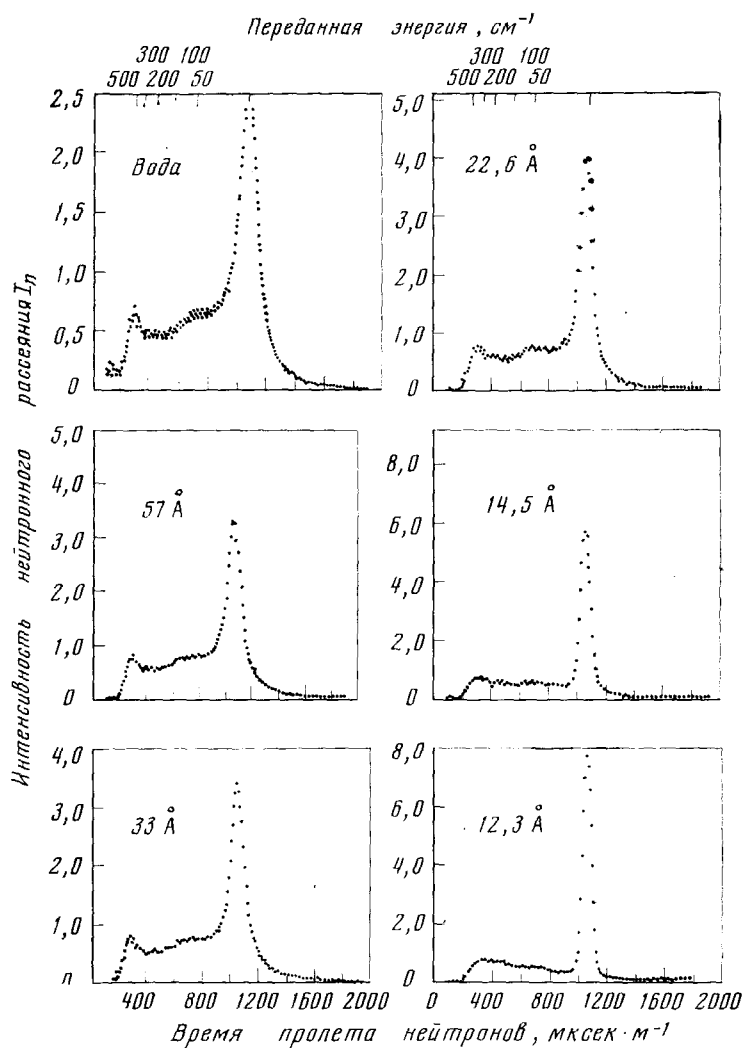 Переданная энергия, см⁻¹
300 100
500 200 50
300 100
500 200 50
2,5
2,0
1,5
1,0
0,5
0
Вода
5,0
4,0
3,0
2,0
1,0
0
22,6 Å
Интенсивность нейтронного рассеяния Iп
5,0
4,0
3,0
2,0
1,0
0
57 Å
8,0
6,0
4,0
2,0
0
14,5 Å
4,0
3,0
2,0
1,0
0
33 Å
8,0
6,0
4,0
2,0
0
12,3 Å
400 800 1200 1600 2000
0 400 800 1200 1600 2000
Время пролета нейтронов, мксек·м⁻¹